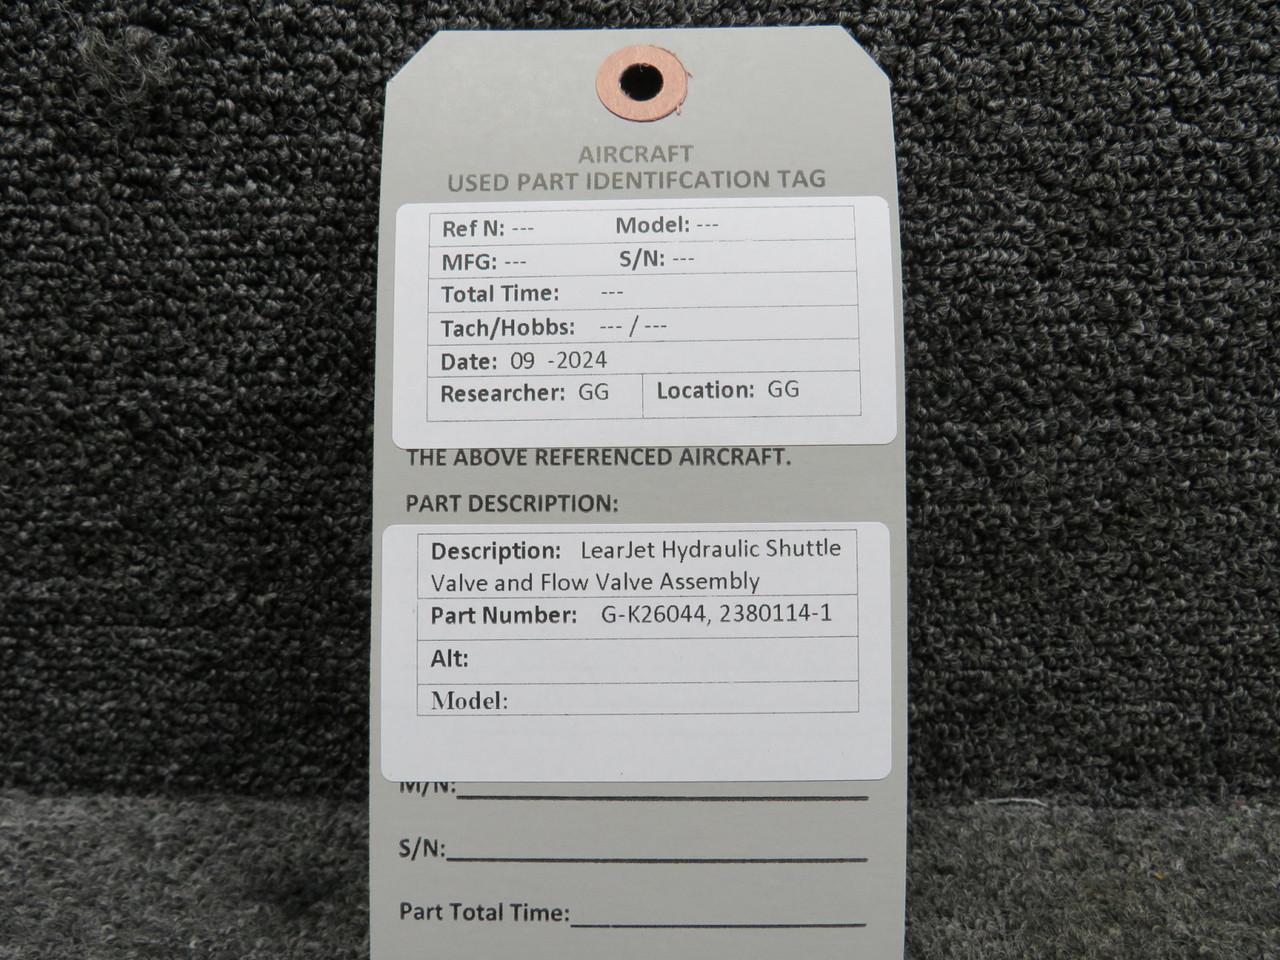 AIRCRAFT
USED PART IDENTIFCATION TAG
Ref N: --- Model: ---
MFG: --- S/N: ---
Total Time: ---
Tach/Hobbs: --- / ---
Date: 09 -2024
Researcher: GG Location: GG
THE ABOVE REFERENCED AIRCRAFT.
PART DESCRIPTION:
Description: LearJet Hydraulic Shuttle
Valve and Flow Valve Assembly
Part Number: G-K26044, 2380114-1
Alt:
Model:
M/N:
S/N:
Part Total Time: